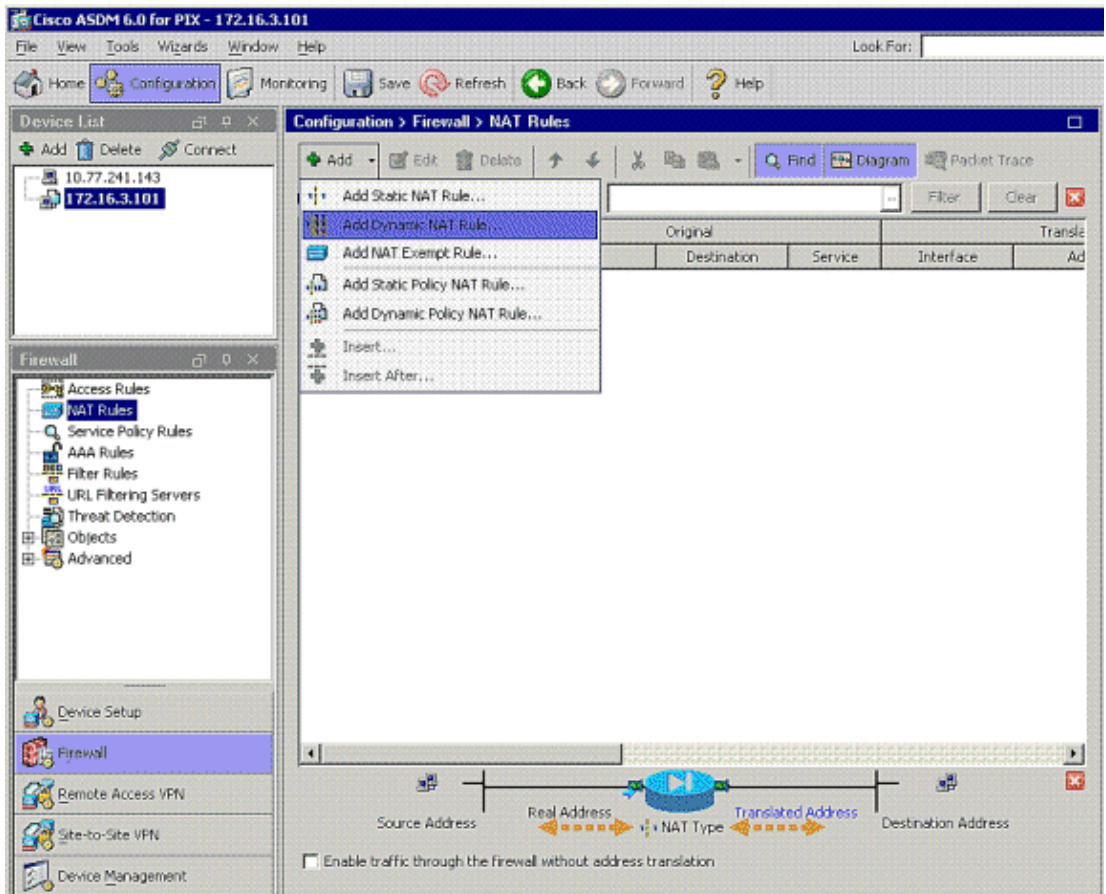 Cisco ASDM 6.0 for PIX - 172.16.3.101
File View Tools Wizards Window Help Look For:
Home Configuration Monitoring Save Refresh Back Forward Help
Device List
Add Delete Connect
10.77.241.143
172.16.3.101
Configuration > Firewall > NAT Rules
Add Edit Delete Find Diagram Packet Trace
Filter Clear
Add Static NAT Rule...
Add Dynamic NAT Rule...
Add NAT Exempt Rule...
Add Static Policy NAT Rule...
Add Dynamic Policy NAT Rule...
Insert...
Insert After...
Original Transla
Destination Service Interface Ad
Firewall
Access Rules
NAT Rules
Service Policy Rules
AAA Rules
Filter Rules
URL Filtering Servers
Threat Detection
Objects
Advanced
Device Setup
Firewall
Remote Access VPN
Site-to-Site VPN
Device Management
Source Address
Real Address
NAT Type
Translated Address
Destination Address
Enable traffic through the firewall without address translation